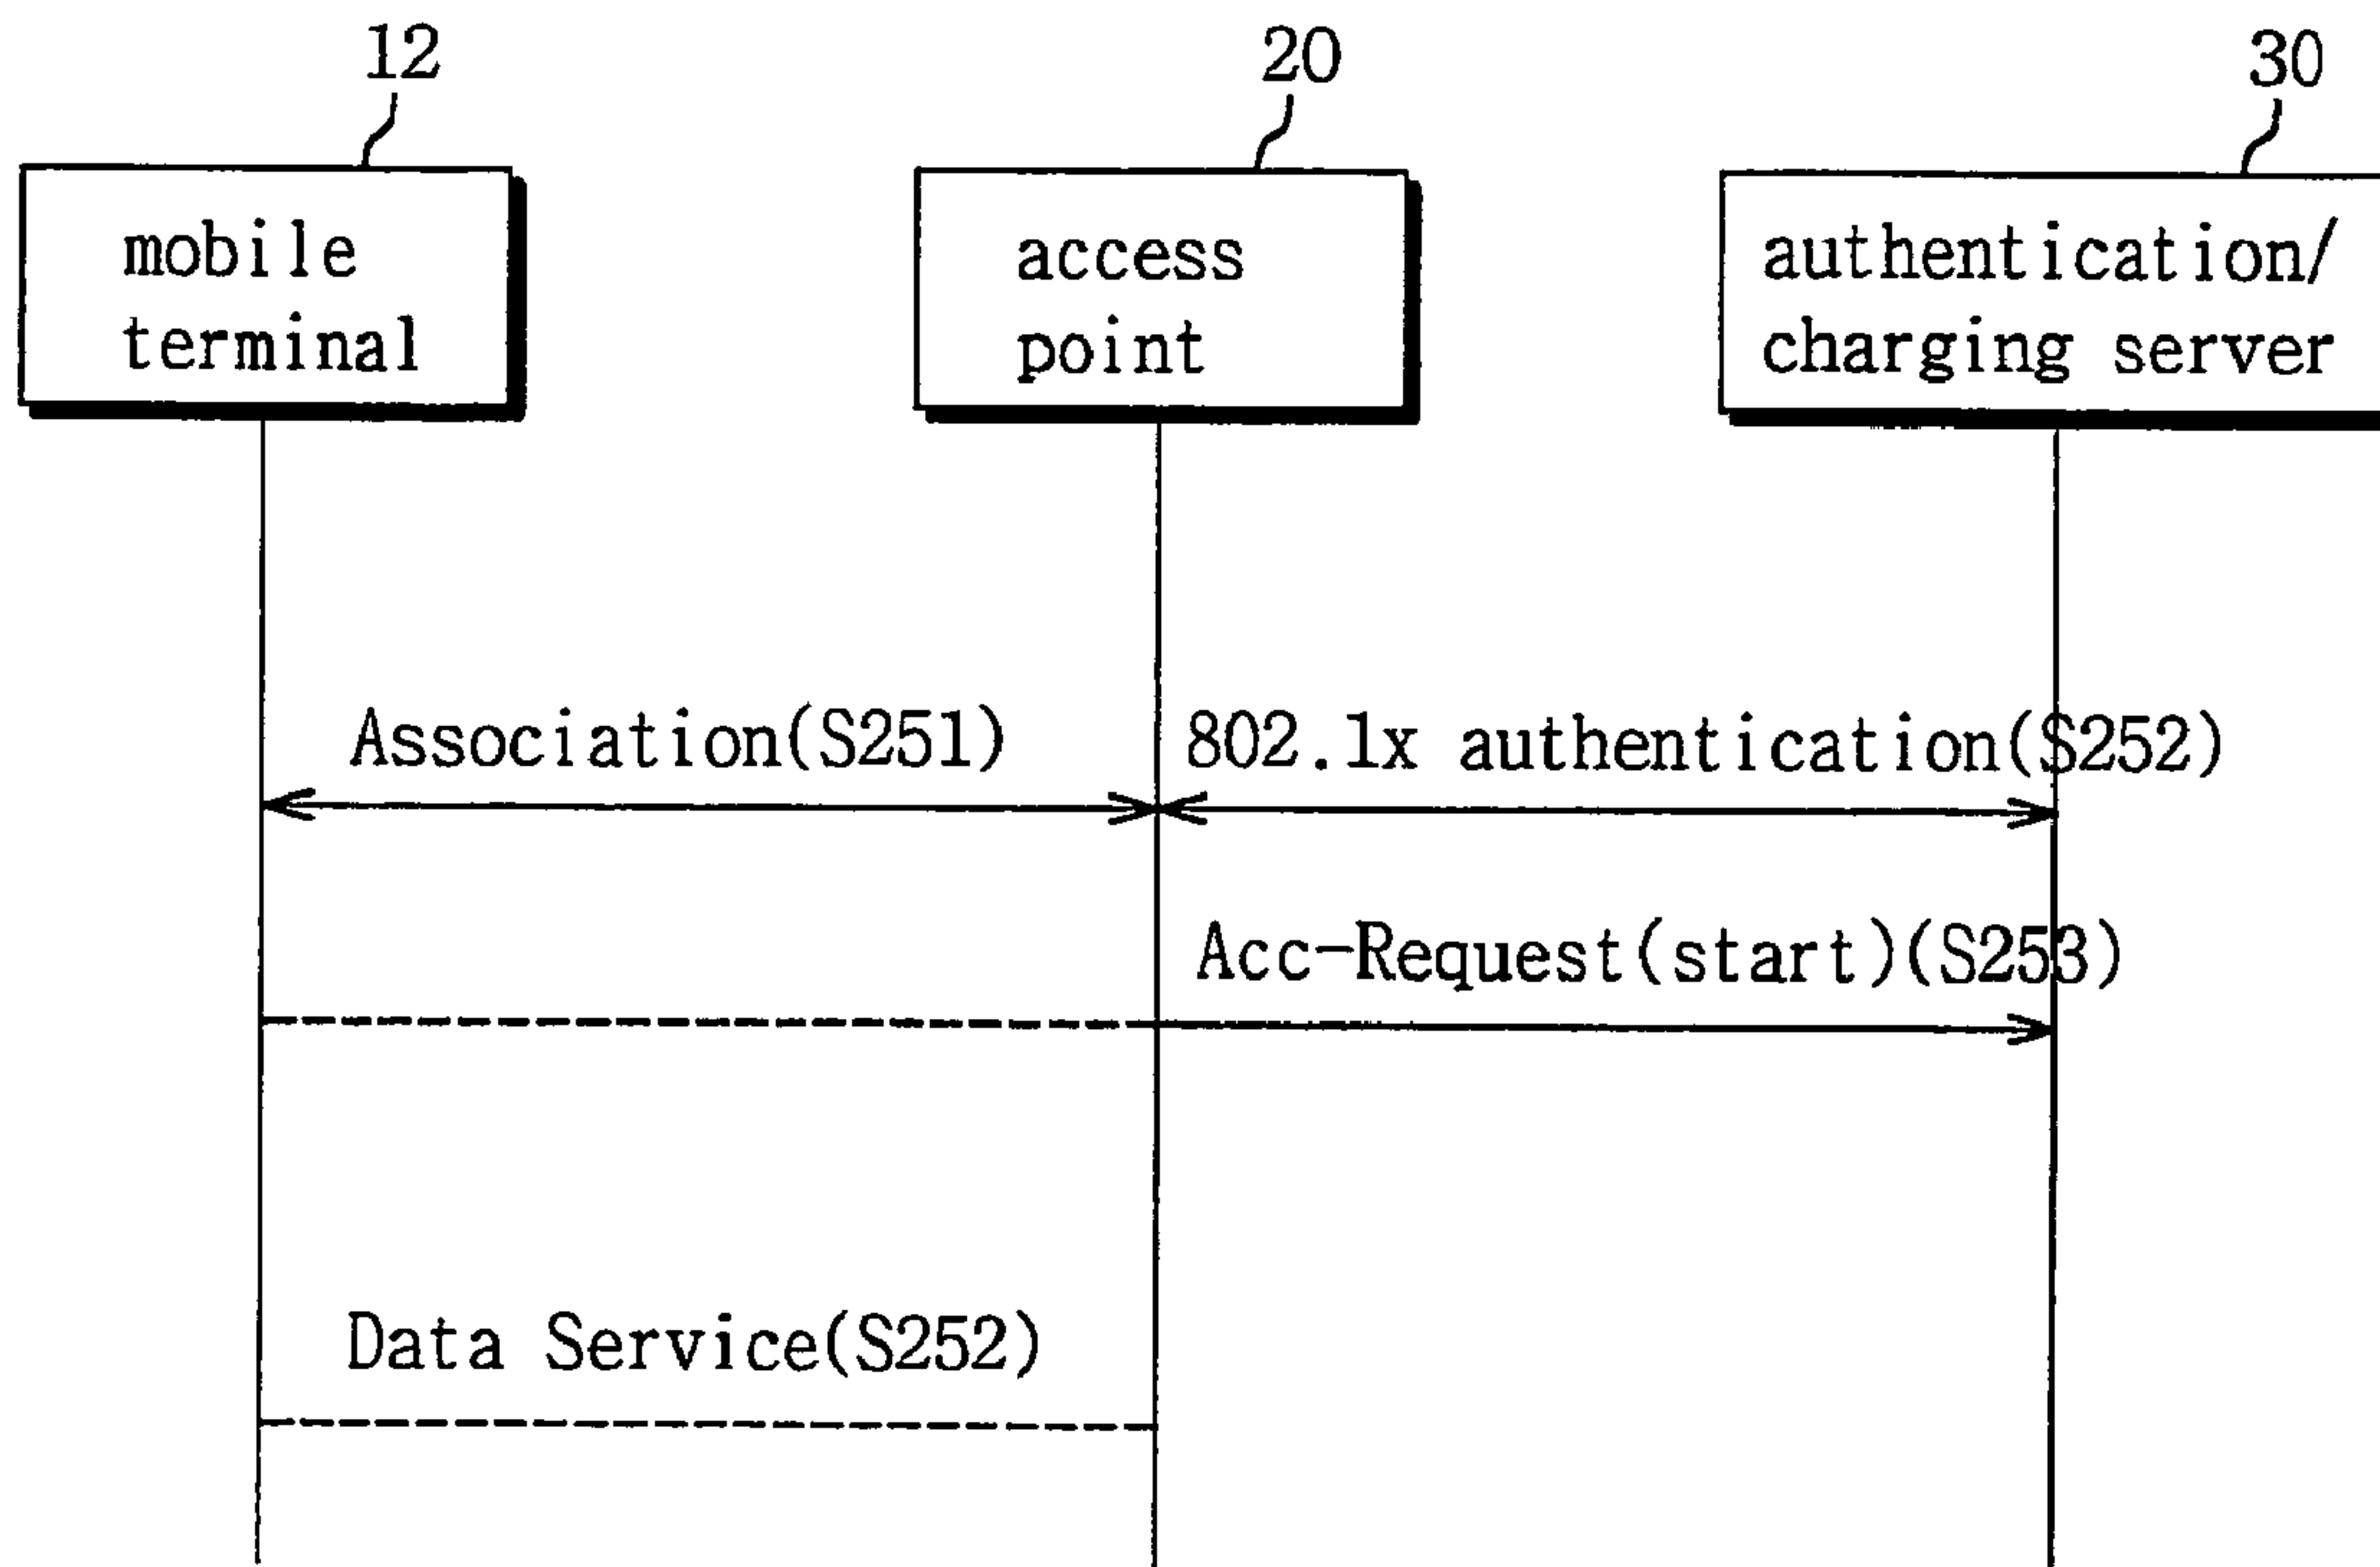 12
20
30
mobile
terminal
access
point
authentication/
charging server
Association(S251)
802.1x authentication(S252)
Acc-Request(start)(S253)
Data Service(S252)